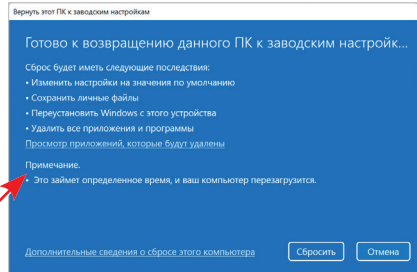 Вернуть этот ПК к заводским настройкам
Готово к возвращению данного ПК к заводским настройк...
Сброс будет иметь следующие последствия:
• Изменить настройки на значения по умолчанию
• Сохранить личные файлы
• Переустановить Windows с этого устройства
• Удалить все приложения и программы
Просмотр приложений, которые будут удалены
Примечание.
• Это займет определенное время, и ваш компьютер перезагрузится.
Дополнительные сведения о сбросе этого компьютера
Сбросить
Отмена